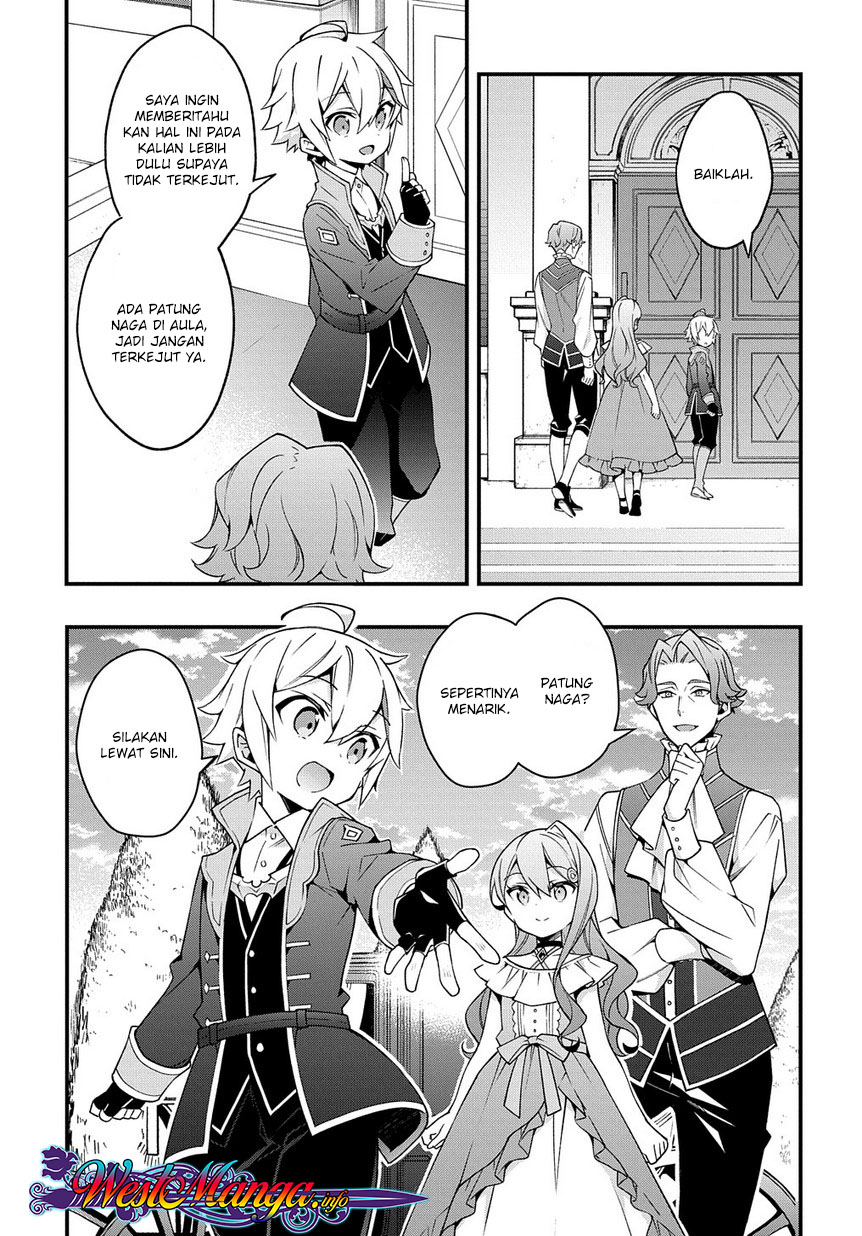 BAIKLAH.
SAYA INGIN
MEMBERITAHU
KAN HAL INI PADA
KALIAN LEBIH
DULU SUPAYA
TIDAK TERKEJUT.
ADA PATUNG
NAGA DI AULA,
JADI JANGAN
TERKEJUT YA.
PATUNG
NAGA?
SEPERTINYA
MENARIK.
SILAKAN
LEWAT SINI.
WestManga.info